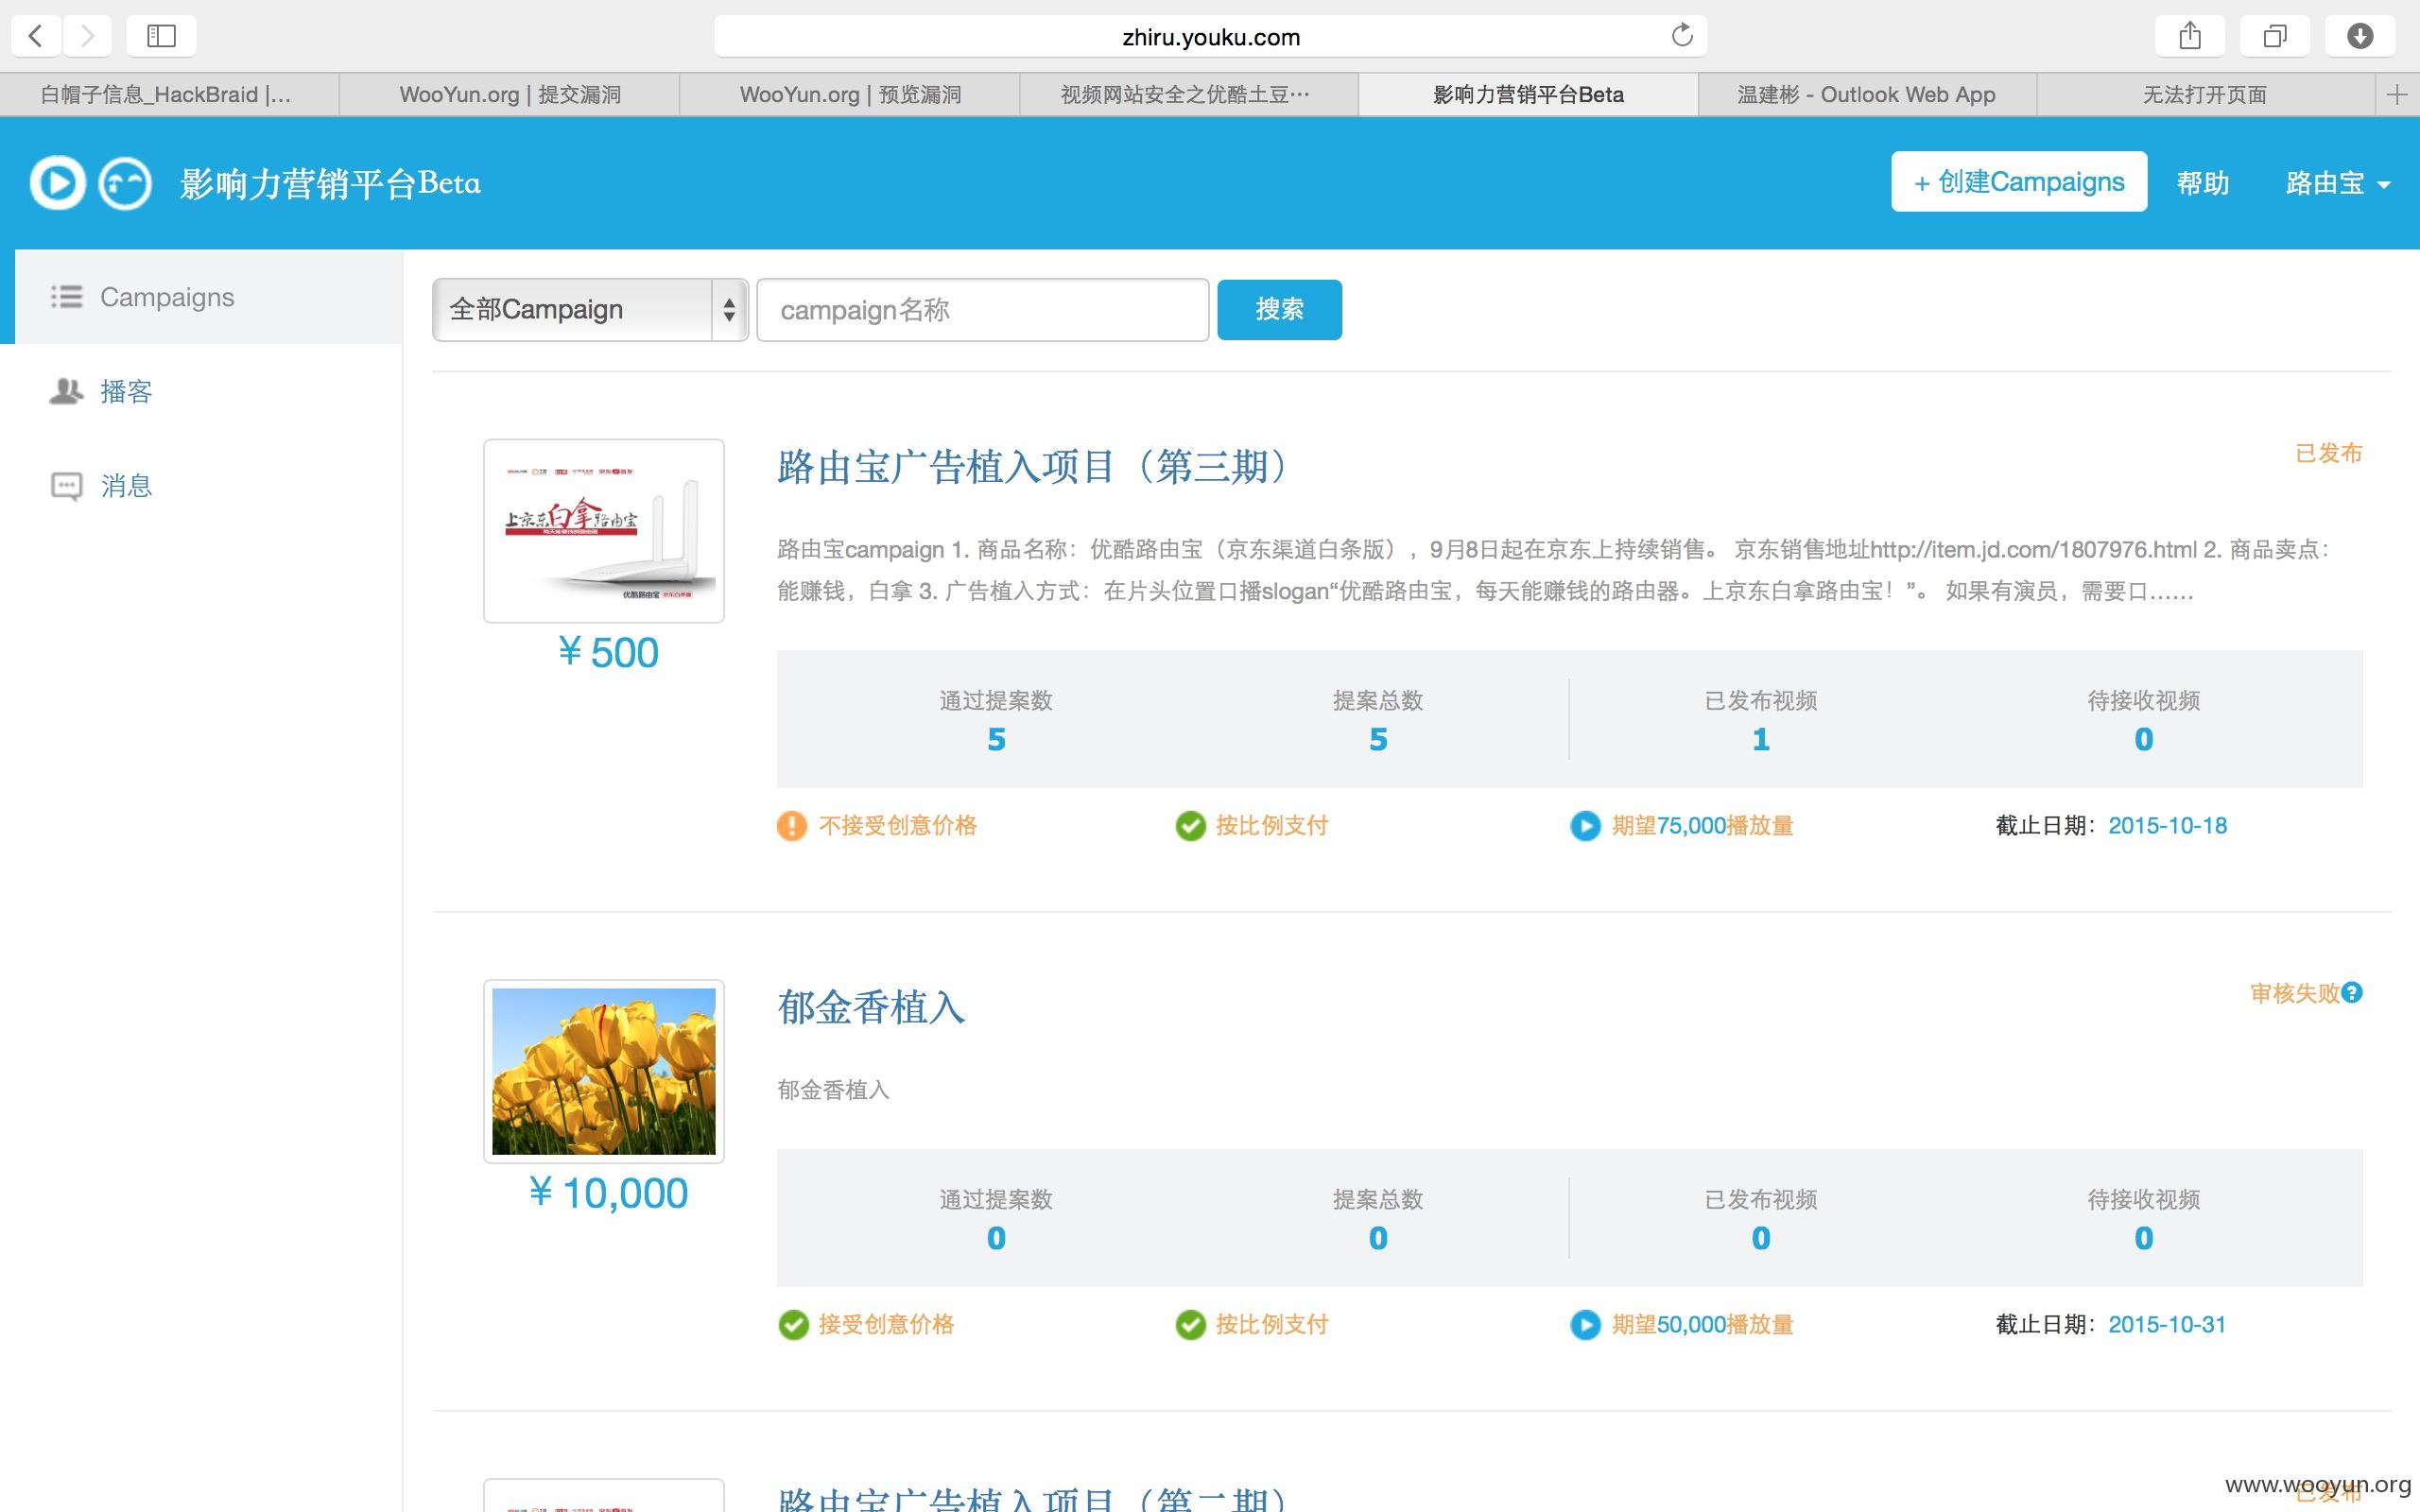 zhiru.youku.com
白帽子信息_HackBraid |...
WooYun.org | 提交漏洞
WooYun.org | 预览漏洞
视频网站安全之优酷土豆…
影响力营销平台Beta
温建彬 - Outlook Web App
无法打开页面
影响力营销平台Beta
+ 创建Campaigns
帮助
路由宝
Campaigns
播客
消息
全部Campaign
campaign名称
搜索
路由宝广告植入项目（第三期）
已发布
上京东白拿路由宝
优酷路由宝
¥500
路由宝campaign 1. 商品名称：优酷路由宝（京东渠道白条版），9月8日起在京东上持续销售。 京东销售地址http://item.jd.com/1807976.html 2. 商品卖点：
能赚钱，白拿 3. 广告植入方式：在片头位置口播slogan“优酷路由宝，每天能赚钱的路由器。上京东白拿路由宝！”。 如果有演员，需要口......
通过提案数
5
提案总数
5
已发布视频
1
待接收视频
0
不接受创意价格
按比例支付
期望75,000播放量
截止日期：2015-10-18
郁金香植入
审核失败
郁金香植入
¥10,000
通过提案数
0
提案总数
0
已发布视频
0
待接收视频
0
接受创意价格
按比例支付
期望50,000播放量
截止日期：2015-10-31
路由宝广告植入项目（第二期）
已发布
www.wooyun.org